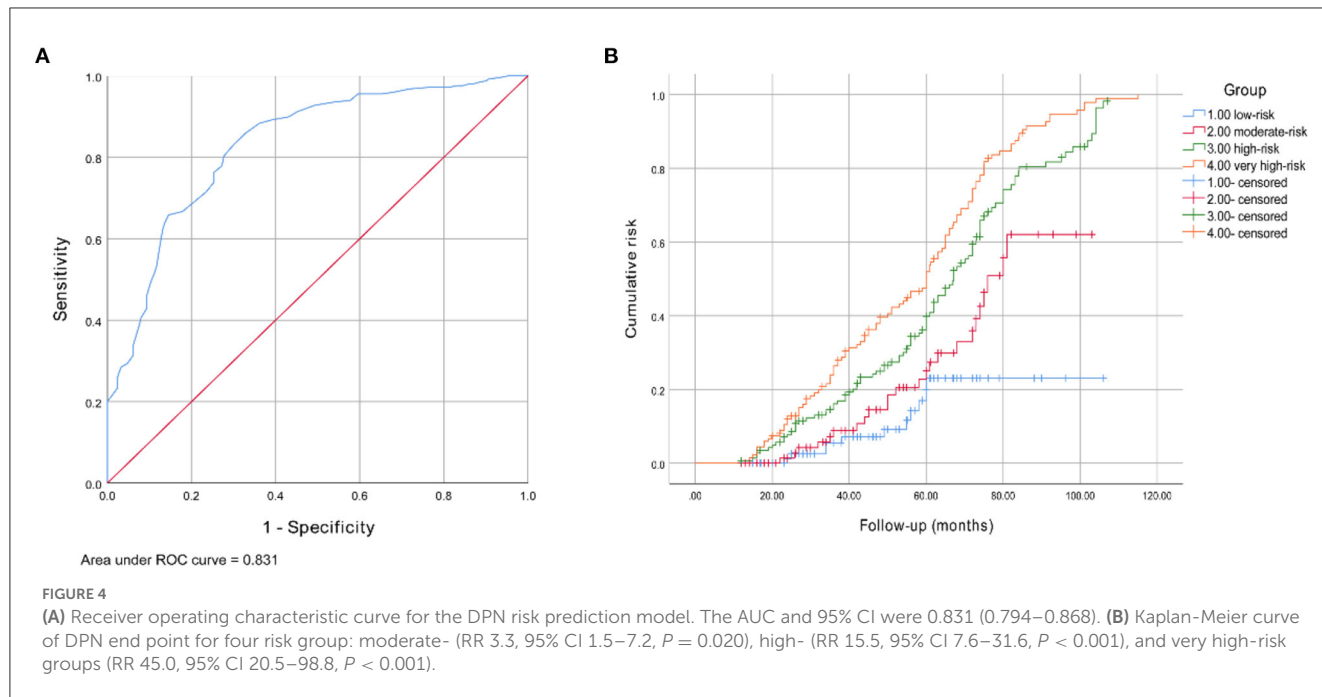 A
1.0
0.8
0.6
0.4
0.2
0.0
Sensitivity
0.0 0.2 0.4 0.6 0.8 1.0
1 - Specificity
Area under ROC curve = 0.831
B
1.0
0.8
0.6
0.4
0.2
0.0
Cumulative risk
.00 20.00 40.00 60.00 80.00 100.00 120.00
Follow-up (months)
Group
1.00 low-risk
2.00 moderate-risk
3.00 high-risk
4.00 very high-risk
1.00- censored
2.00- censored
3.00- censored
4.00- censored
FIGURE 4
(A) Receiver operating characteristic curve for the DPN risk prediction model. The AUC and 95% CI were 0.831 (0.794–0.868). (B) Kaplan–Meier curve
of DPN end point for four risk group: moderate- (RR 3.3, 95% CI 1.5–7.2, P = 0.020), high- (RR 15.5, 95% CI 7.6–31.6, P < 0.001), and very high-risk
groups (RR 45.0, 95% CI 20.5–98.8, P < 0.001).